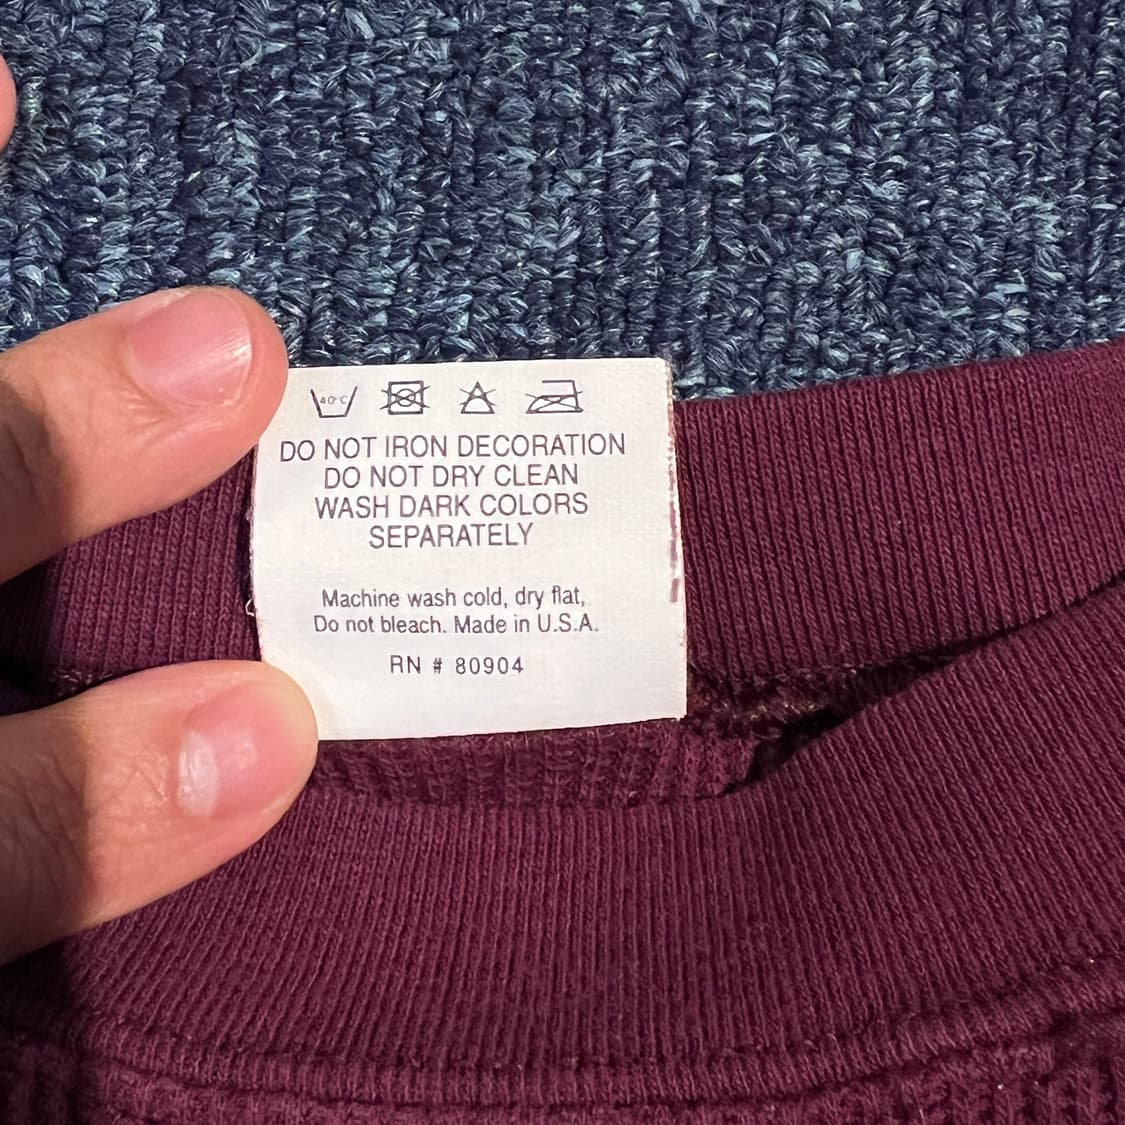 40°C
DO NOT IRON DECORATION
DO NOT DRY CLEAN
WASH DARK COLORS
SEPARATELY
Machine wash cold, dry flat,
Do not bleach. Made in U.S.A.
RN # 80904